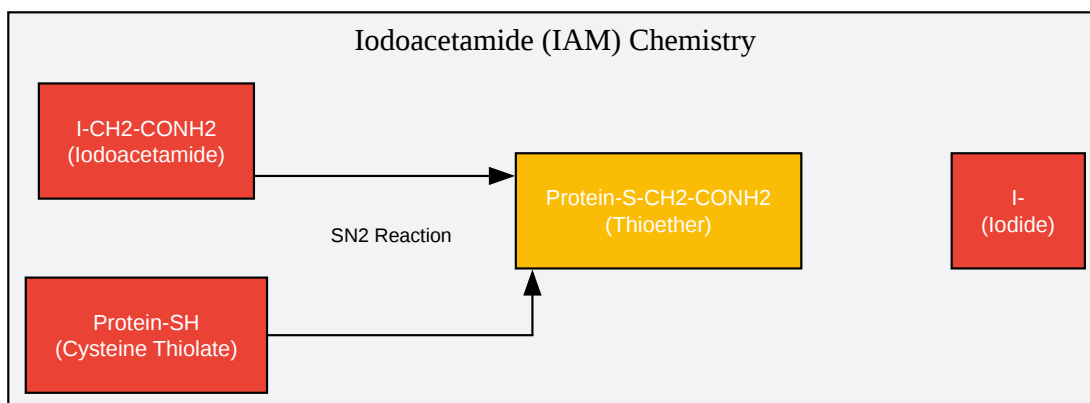 Iodoacetamide (IAM) Chemistry
I-CH2-CONH2
(Iodoacetamide)
Protein-S-CH2-CONH2
(Thioether)
I-
(Iodide)
SN2 Reaction
Protein-SH
(Cysteine Thiolate)